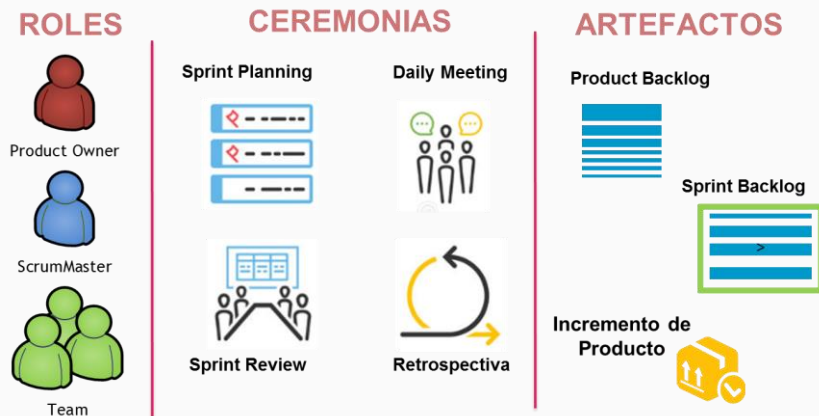 ROLES
Product Owner
ScrumMaster
Team
CEREMONIAS
Sprint Planning
Daily Meeting
Sprint Review
Retrospectiva
ARTEFACTOS
Product Backlog
Sprint Backlog
>
Incremento de
Producto